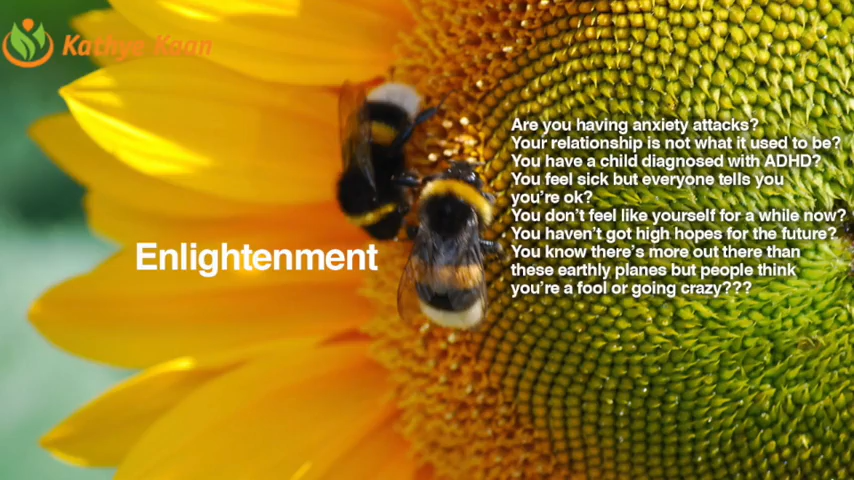 Kathye Kaan
Are you having anxiety attacks?
Your relationship is not what it used to be?
You have a child diagnosed with ADHD?
You feel sick but everyone tells you
you're ok?
You don't feel like yourself for a while now?
You haven't got high hopes for the future?
You know there's more out there than
these earthly planes but people think
you're a fool or going crazy???
Enlightenment